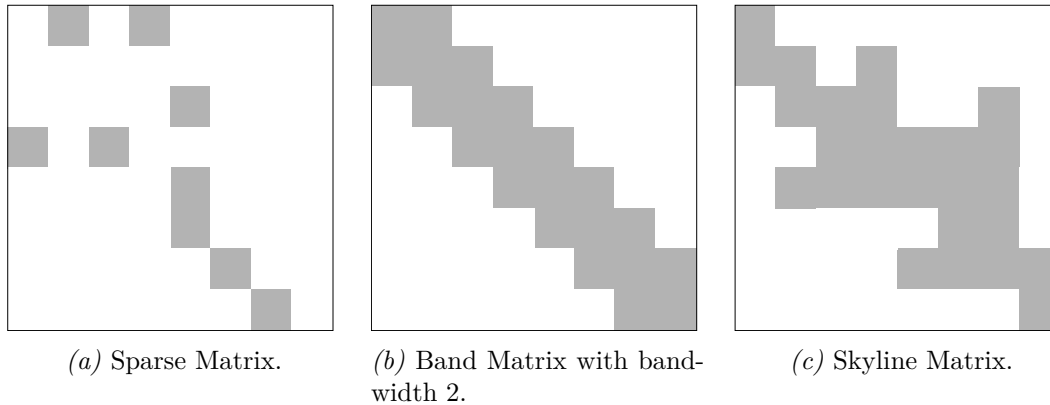 (a) Sparse Matrix.
(b) Band Matrix with band-
width 2.
(c) Skyline Matrix.